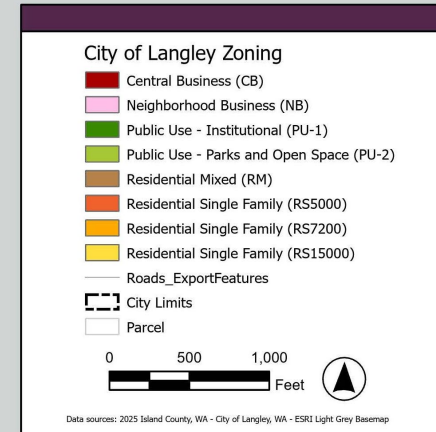 City of Langley Zoning
Central Business (CB)
Neighborhood Business (NB)
Public Use - Institutional (PU-1)
Public Use - Parks and Open Space (PU-2)
Residential Mixed (RM)
Residential Single Family (RS5000)
Residential Single Family (RS7200)
Residential Single Family (RS15000)
Roads_ExportFeatures
City Limits
Parcel
0 500 1,000
Feet
Data sources: 2025 Island County, WA - City of Langley, WA - ESRI Light Grey Basemap